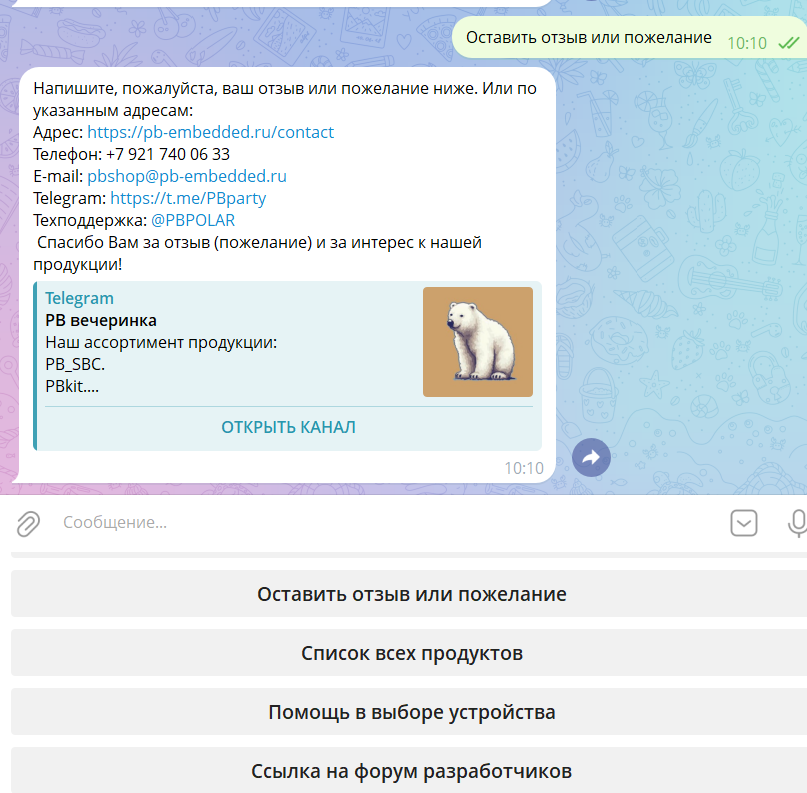 Оставить отзыв или пожелание 10:10
Напишите, пожалуйста, ваш отзыв или пожелание ниже. Или по
указанным адресам:
Адрес: https://pb-embedded.ru/contact
Телефон: +7 921 740 06 33
E-mail: pbshop@pb-embedded.ru
Telegram: https://t.me/PBparty
Техподдержка: @PBPOLAR
Спасибо Вам за отзыв (пожелание) и за интерес к нашей
продукции!
Telegram
PB вечеринка
Наш ассортимент продукции:
PB_SBC.
PBkit....
ОТКРЫТЬ КАНАЛ
10:10
Сообщение...
Оставить отзыв или пожелание
Список всех продуктов
Помощь в выборе устройства
Ссылка на форум разработчиков